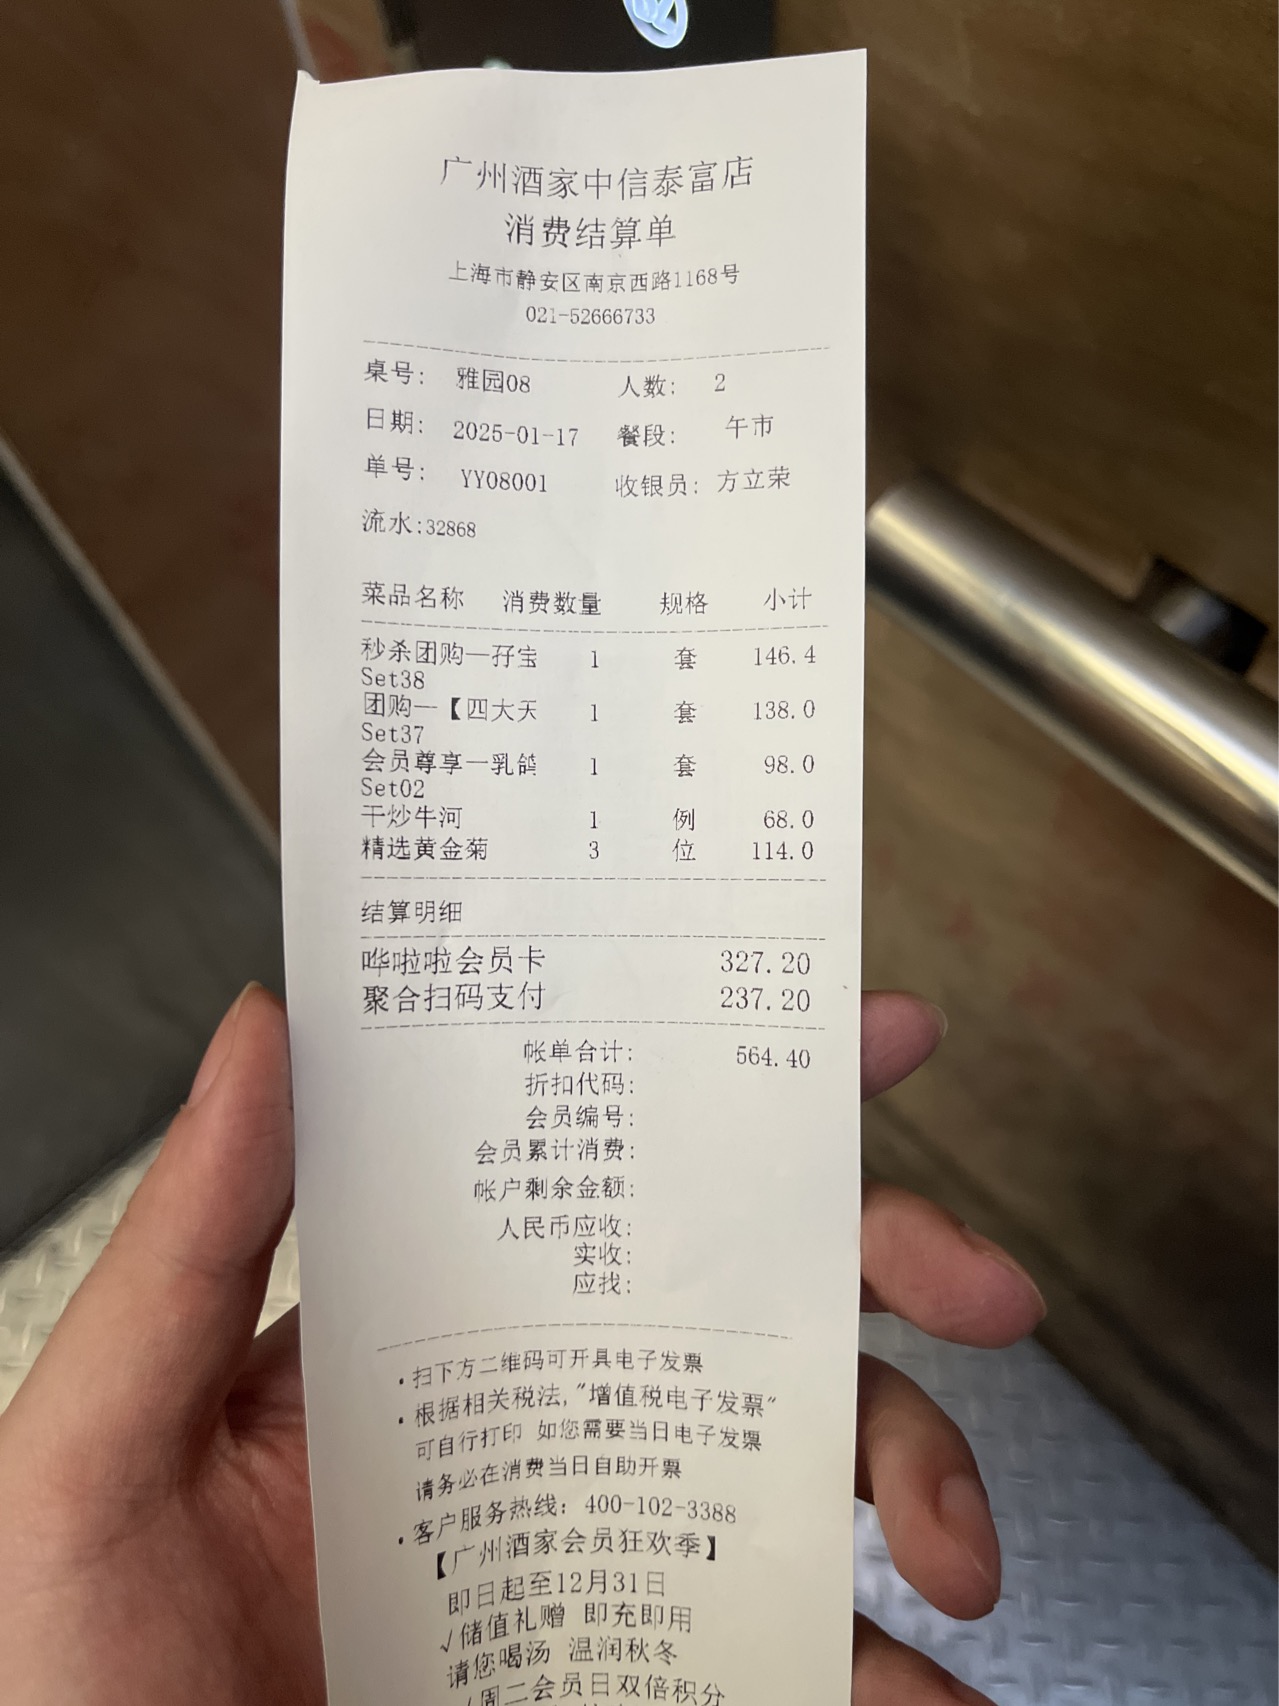 广州酒家中信泰富店
消费结算单
上海市静安区南京西路1168号
021-52666733
桌号: 雅园08 人数: 2
日期: 2025-01-17 餐段: 午市
单号: YY08001 收银员: 方立荣
流水:32868
菜品名称 消费数量 规格 小计
秒杀团购一孖宝 1 套 146.4
Set38
团购一【四大天 1 套 138.0
Set37
会员尊享一乳鸽 1 套 98.0
Set02
干炒牛河 1 例 68.0
精选黄金菊 3 位 114.0
结算明细
哗啦啦会员卡 327.20
聚合扫码支付 237.20
帐单合计: 564.40
折扣代码:
会员编号:
会员累计消费:
帐户剩余金额:
人民币应收:
实收:
应找:
·扫下方二维码可开具电子发票
·根据相关税法,"增值税电子发票"
可自行打印 如您需要当日电子发票
请务必在消费当日自助开票
·客户服务热线: 400-102-3388
【广州酒家会员狂欢季】
即日起至12月31日
√储值礼赠 即充即用
请您喝汤 温润秋冬
√周二会员日双倍积分